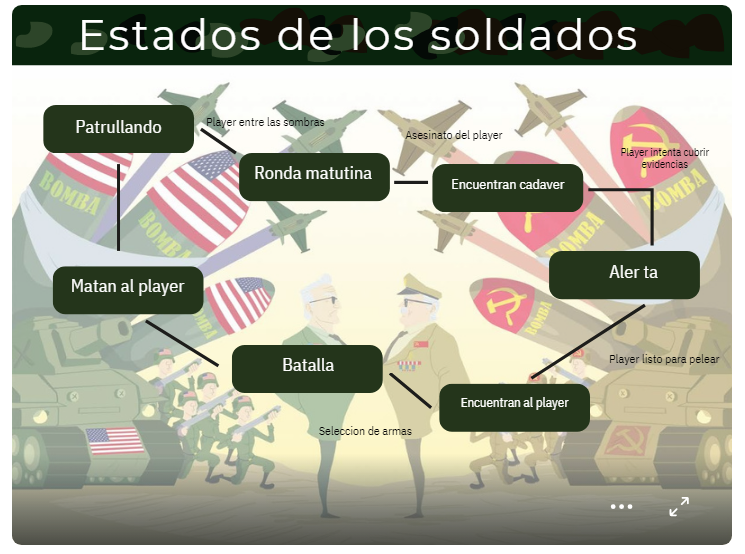 Estados de los soldados
Patrullando
Player entre las sombras
Ronda matutina
Asesinato del player
Encuentran cadaver
Player intenta cubrir
evidencias
Aler ta
Matan al player
Batalla
Encuentran al player
Player listo para pelear
Seleccion de armas
BOMBA
BOMBA
BOMBA
BOMBA
BOMBA
BOMBA